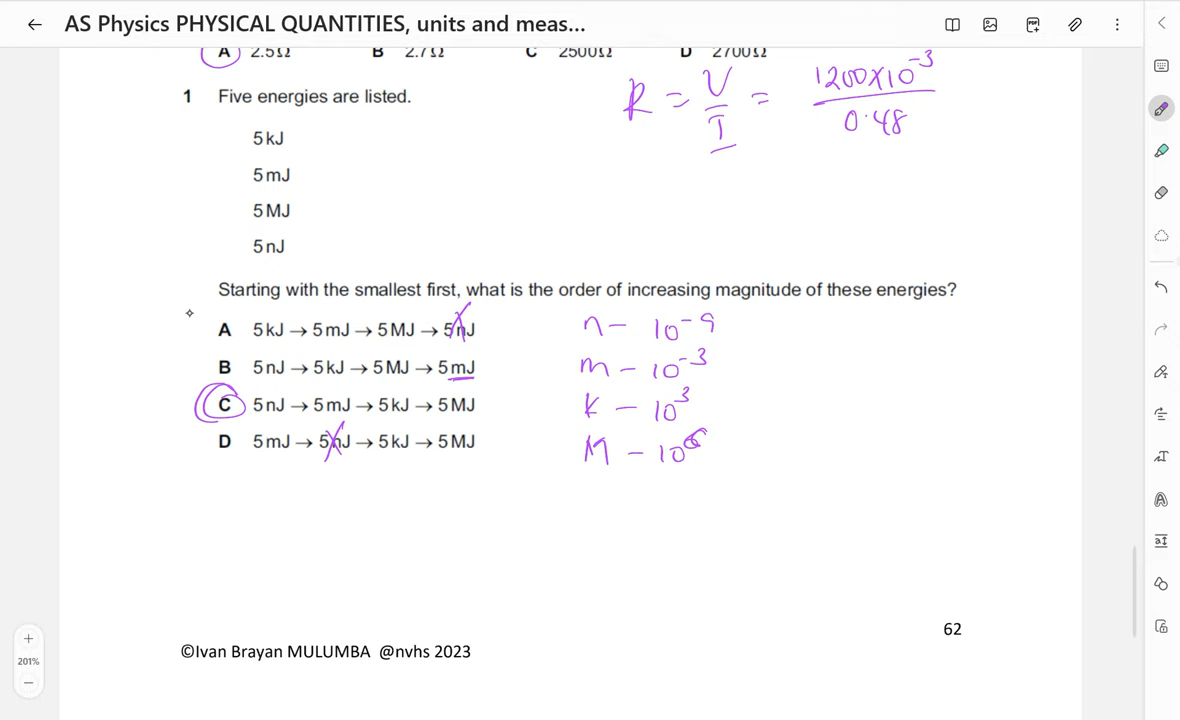 AS Physics PHYSICAL QUANTITIES, units and meas...
A 2.5Ω B 2.7Ω C 2500Ω D 2700Ω
R = V/I = 1200×10⁻³/0.48
1 Five energies are listed.
5 kJ
5 mJ
5 MJ
5 nJ
Starting with the smallest first, what is the order of increasing magnitude of these energies?
A 5 kJ → 5 mJ → 5 MJ → 5 nJ n – 10⁻⁹
B 5 nJ → 5 kJ → 5 MJ → 5 mJ m – 10⁻³
C 5 nJ → 5 mJ → 5 kJ → 5 MJ k – 10³
D 5 mJ → 5 nJ → 5 kJ → 5 MJ M – 10⁶
62
©Ivan Brayan MULUMBA @nvhs 2023
201%